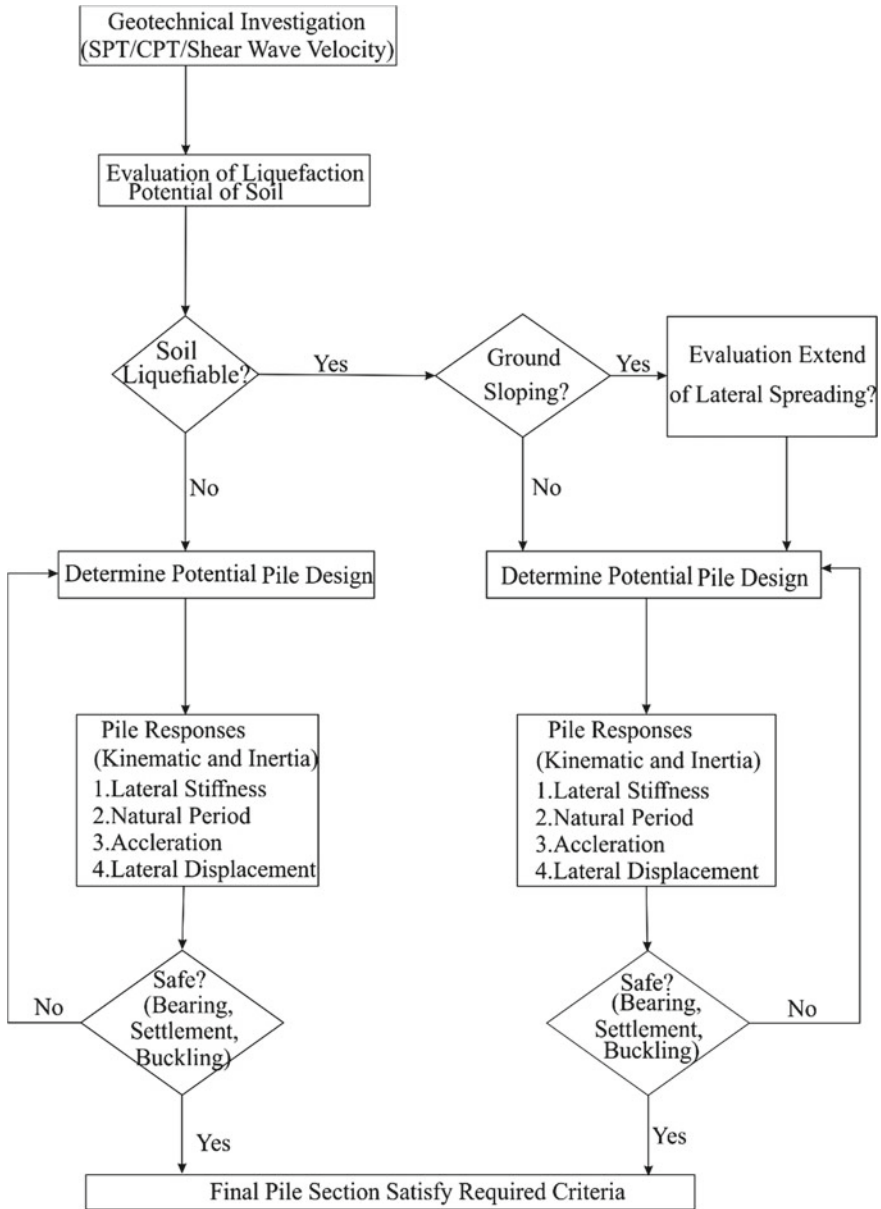 Geotechnical Investigation
(SPT/CPT/Shear Wave Velocity)
Evaluation of Liquefaction
Potential of Soil
Soil
Liquefiable?
Yes
Ground
Sloping?
Yes
Evaluation Extend
of Lateral Spreading?
No
No
Determine Potential Pile Design
Determine Potential Pile Design
Pile Responses
(Kinematic and Inertia)
1.Lateral Stiffness
2.Natural Period
3.Accleration
4.Lateral Displacement
Pile Responses
(Kinematic and Inertia)
1.Lateral Stiffness
2.Natural Period
3.Accleration
4.Lateral Displacement
No
Safe?
(Bearing,
Settlement,
Buckling)
Safe?
(Bearing,
Settlement,
Buckling)
No
Yes
Yes
Final Pile Section Satisfy Required Criteria